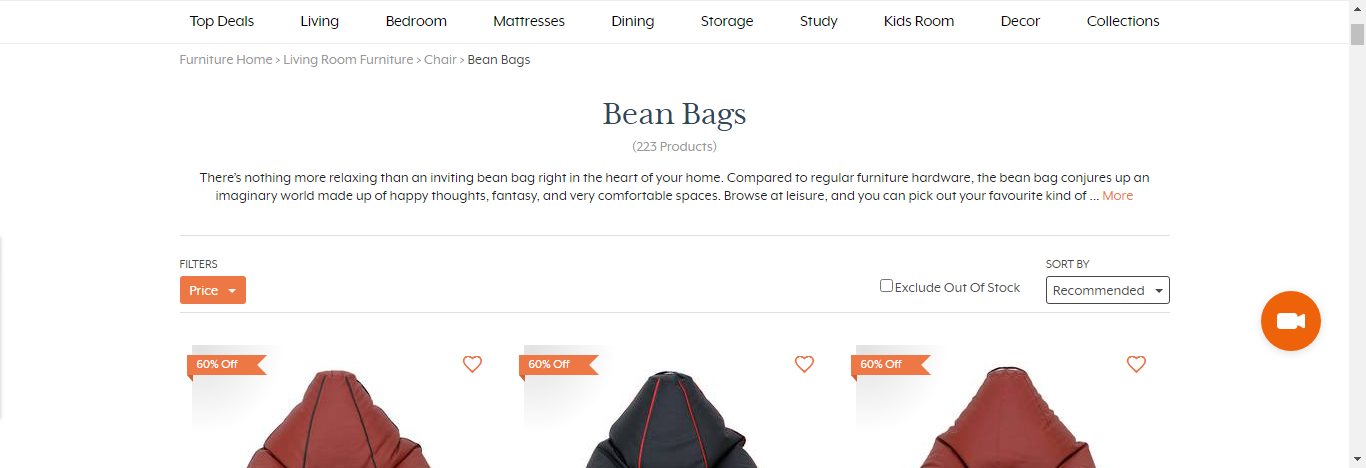 Top Deals Living Bedroom Mattresses Dining Storage Study Kids Room Decor Collections
Furniture Home > Living Room Furniture > Chair > Bean Bags
Bean Bags
(223 Products)
There's nothing more relaxing than an inviting bean bag right in the heart of your home. Compared to regular furniture hardware, the bean bag conjures up an
imaginary world made up of happy thoughts, fantasy, and very comfortable spaces. Browse at leisure, and you can pick out your favourite kind of ... More
FILTERS
Price
Exclude Out Of Stock
SORT BY
Recommended
60% Off
60% Off
60% Off